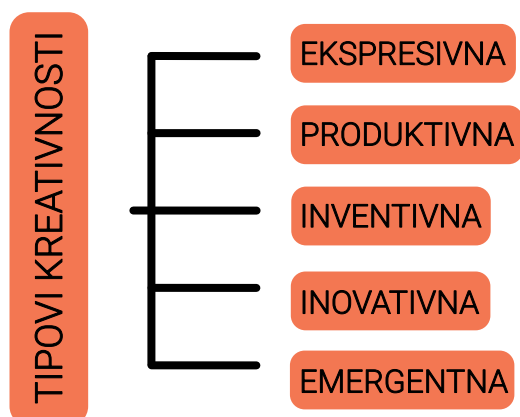 TIPOVI KREATIVNOSTI
EKSPRESIVNA
PRODUKTIVNA
INVENTIVNA
INOVATIVNA
EMERGENTNA